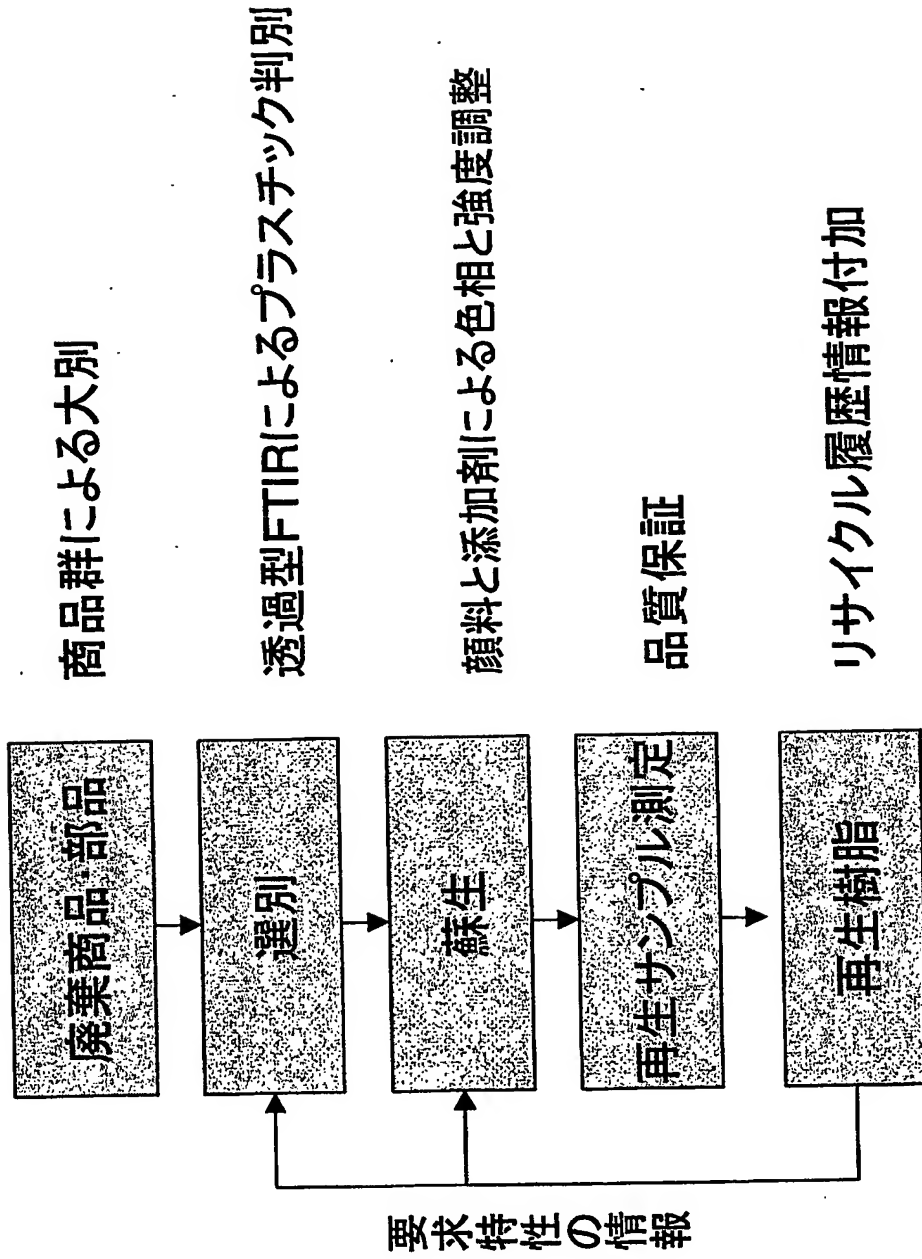 廃棄商品・部品
商品群による大別
選別
透過型FTIRによるプラスチック判別
蘇生
顔料と添加剤による色相と強度調整
再生サンプル測定
品質保証
再生樹脂
リサイクル履歴情報付加
要求特性の情報